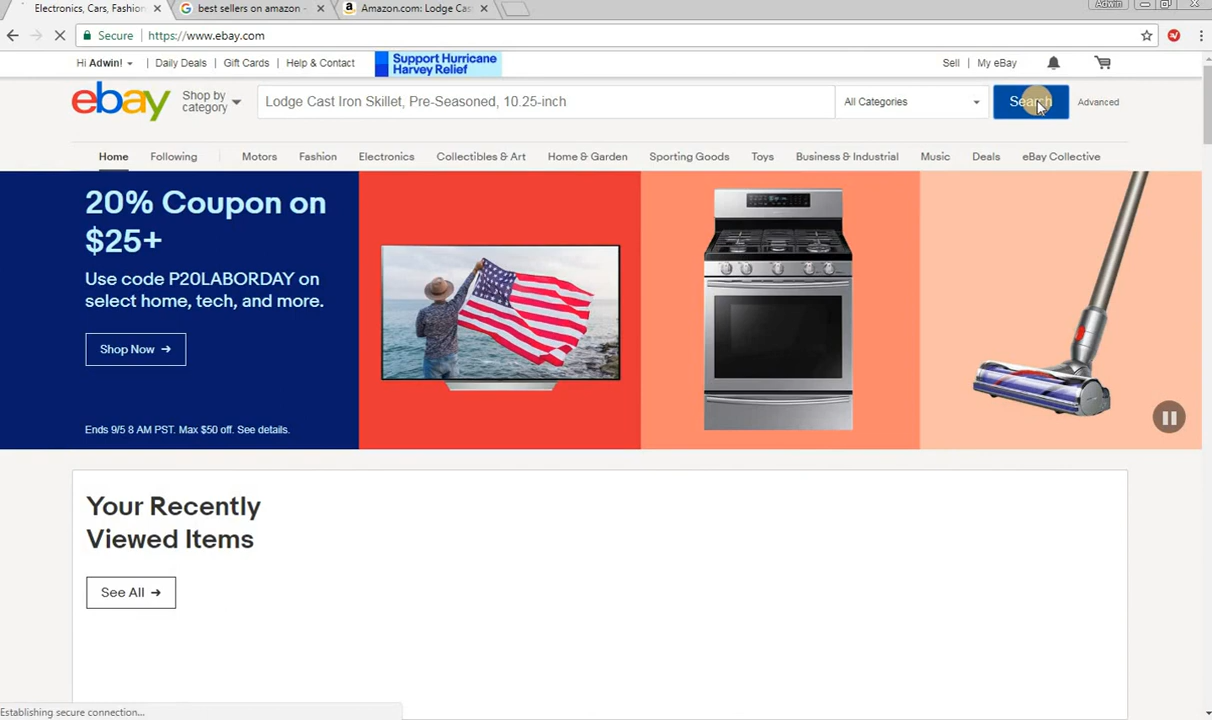 Electronics, Cars, Fashion
best sellers on amazon -
Amazon.com: Lodge Cas
Adwin
Secure
https://www.ebay.com
Hi Adwin!
Daily Deals
Gift Cards
Help & Contact
Support Hurricane
Harvey Relief
Sell
My eBay
ebay
Shop by
category
Lodge Cast Iron Skillet, Pre-Seasoned, 10.25-inch
All Categories
Search
Advanced
Home
Following
Motors
Fashion
Electronics
Collectibles & Art
Home & Garden
Sporting Goods
Toys
Business & Industrial
Music
Deals
eBay Collective
20% Coupon on
$25+
Use code P20LABORDAY on
select home, tech, and more.
Shop Now
Ends 9/5 8 AM PST. Max $50 off. See details.
Your Recently
Viewed Items
See All
Establishing secure connection...